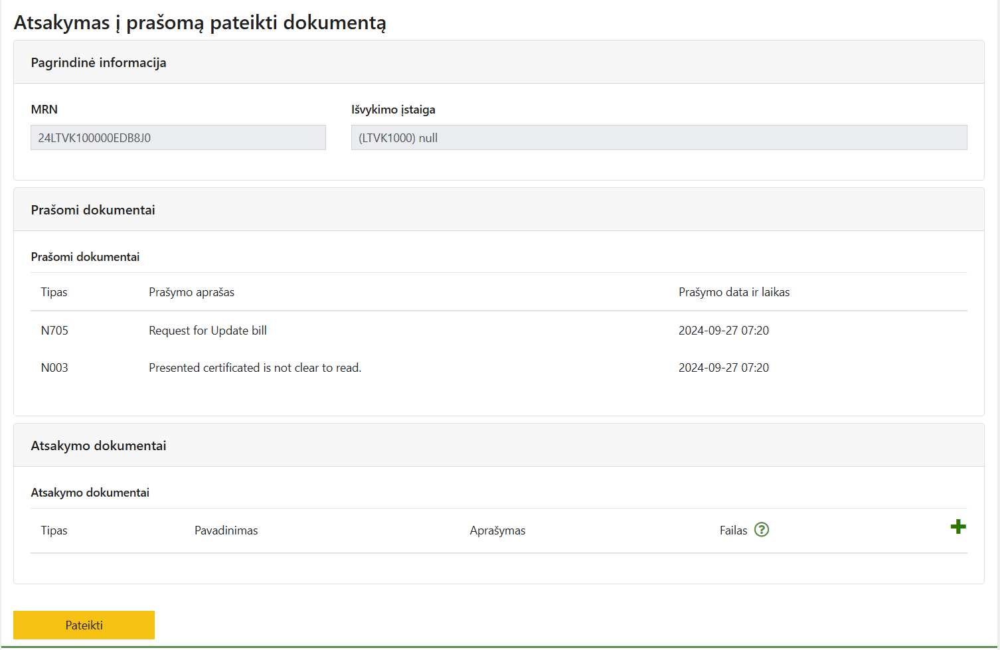 Atsakymas į prašomą pateikti dokumentą
Pagrindinė informacija
MRN
Išvykimo įstaiga
24LTVK100000EDB8J0
(LTVK1000) null
Prašomi dokumentai
Prašomi dokumentai
Tipas Prašymo aprašas Prašymo data ir laikas
N705 Request for Update bill 2024-09-27 07:20
N003 Presented certificated is not clear to read. 2024-09-27 07:20
Atsakymo dokumentai
Atsakymo dokumentai
Tipas Pavadinimas Aprašymas Failas ?
Pateikti